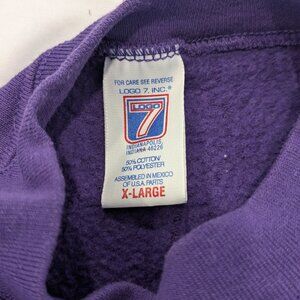 FOR CARE SEE REVERSE
LOGO 7, INC.®
LOGO
7
INDIANAPOLIS,
INDIANA 46226
50% COTTON/
50% POLYESTER
ASSEMBLED IN MEXICO
OF U.S.A. PARTS
X-LARGE